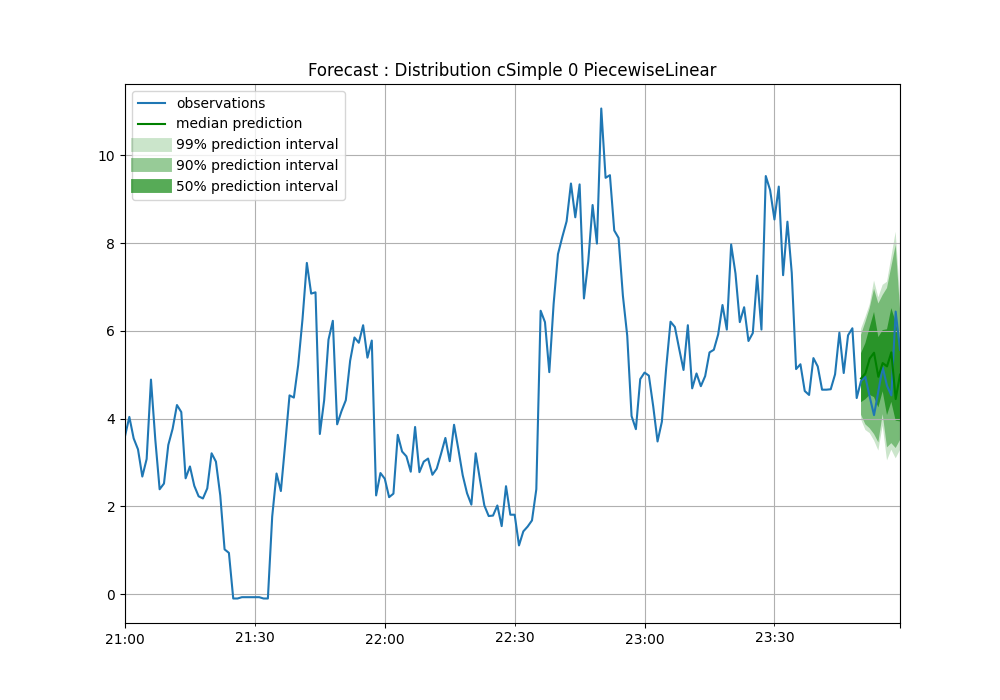 Forecast : Distribution cSimple 0 PiecewiseLinear
observations
median prediction
99% prediction interval
90% prediction interval
50% prediction interval
10
8
6
4
2
0
21:00
21:30
22:00
22:30
23:00
23:30